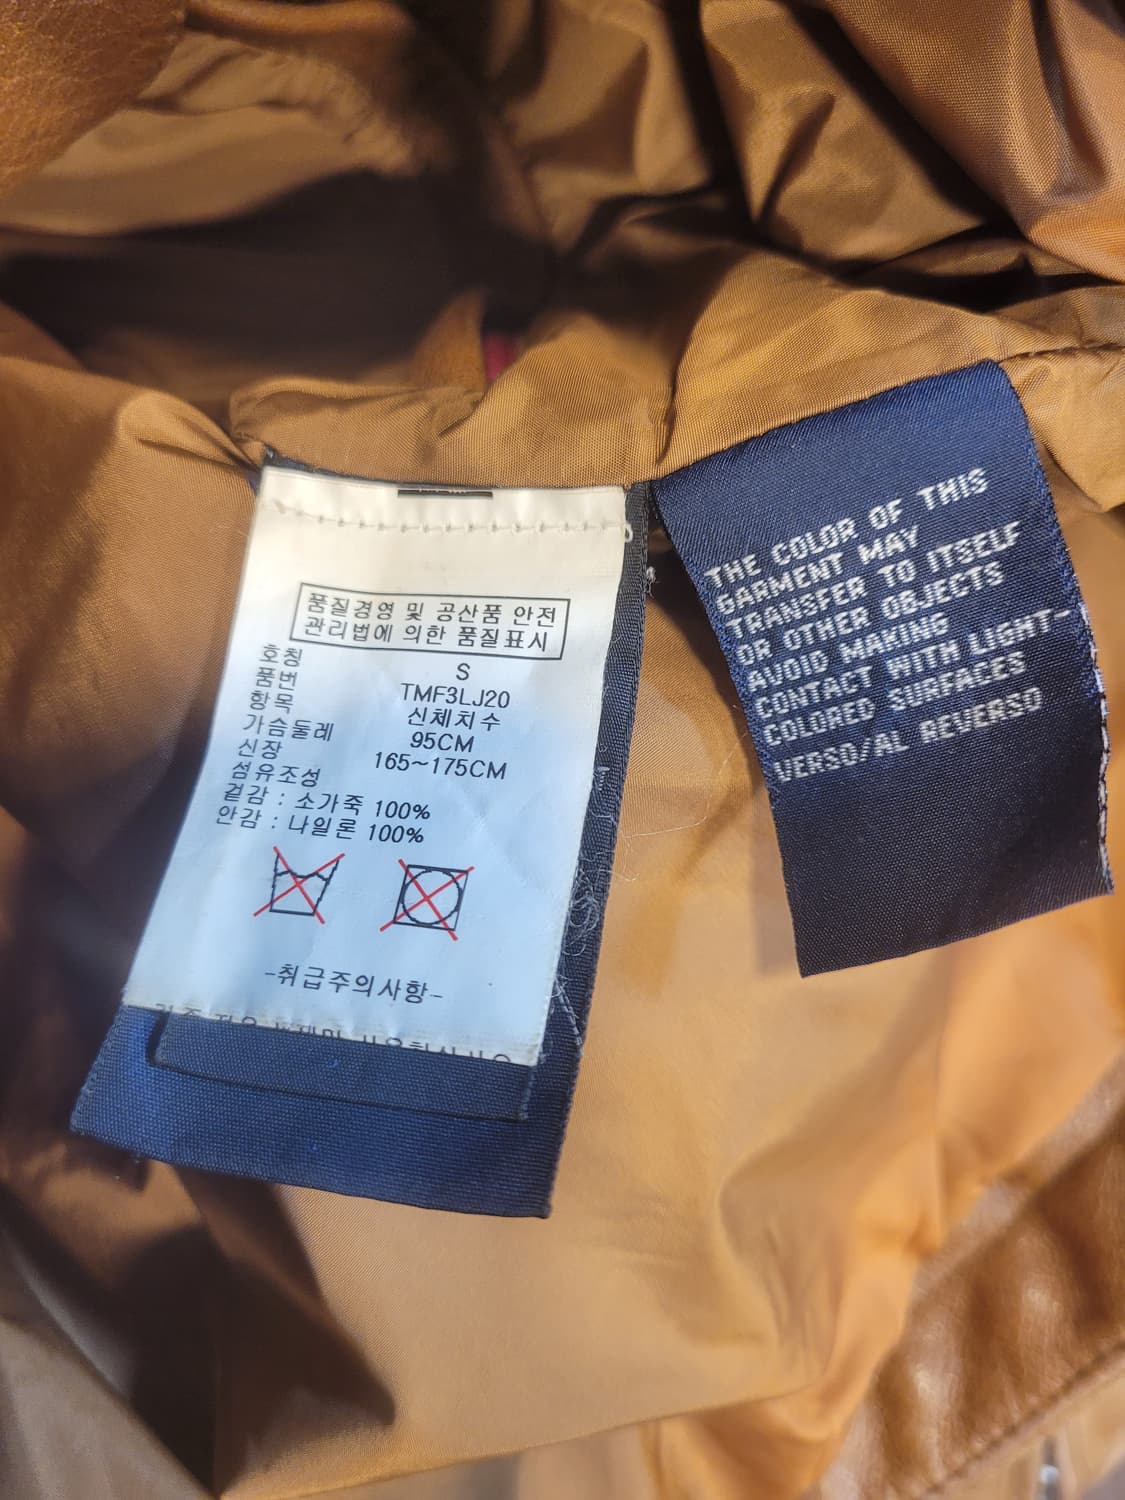 품질경영 및 공산품 안전
관리법에 의한 품질표시
호칭 S
품번 TMF3LJ20
항목 신체치수
가슴둘레 95CM
신장 165~175CM
섬유조성
겉감 : 소가죽 100%
안감 : 나일론 100%
-취급주의사항-
THE COLOR OF THIS
GARMENT MAY
TRANSFER TO ITSELF
OR OTHER OBJECTS
AVOID MAKING
CONTACT WITH LIGHT-
COLORED SURFACES
VERSO/AL REVERSO